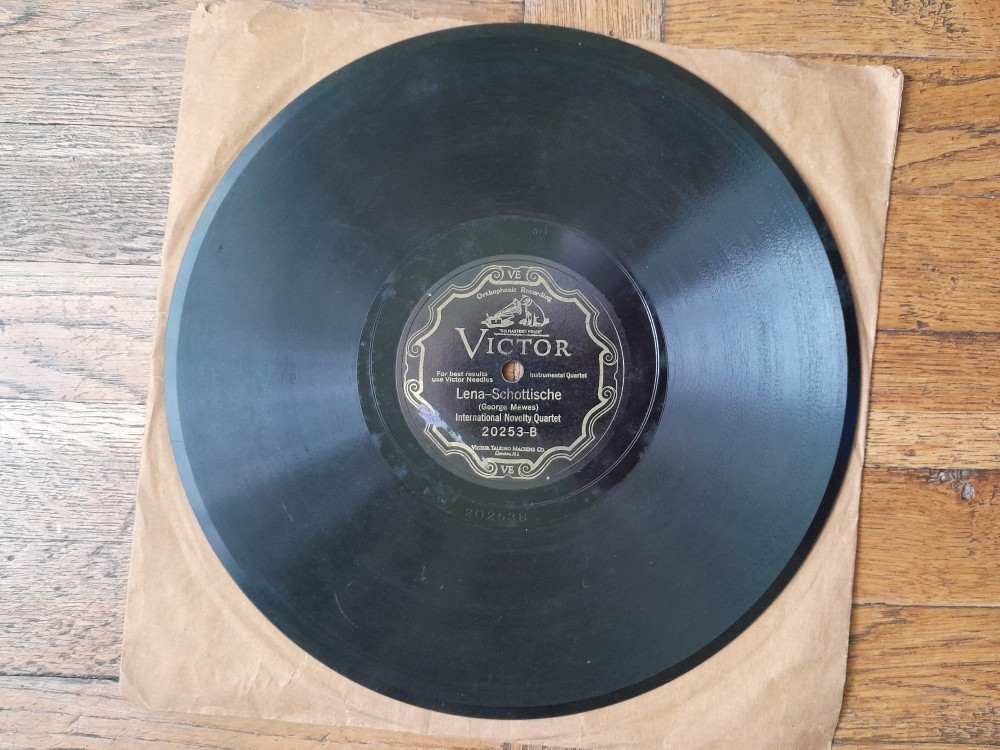 VE
Orthophonic Recording
"HIS MASTER'S VOICE"
VICTOR
For best results
use Victor Needles
Instrumental Quartet
Lena-Schottische
(George Mewes)
International Novelty Quartet
20253-B
VICTOR TALKING MACHINE CO.
Camden, N.J.
VE
20253B